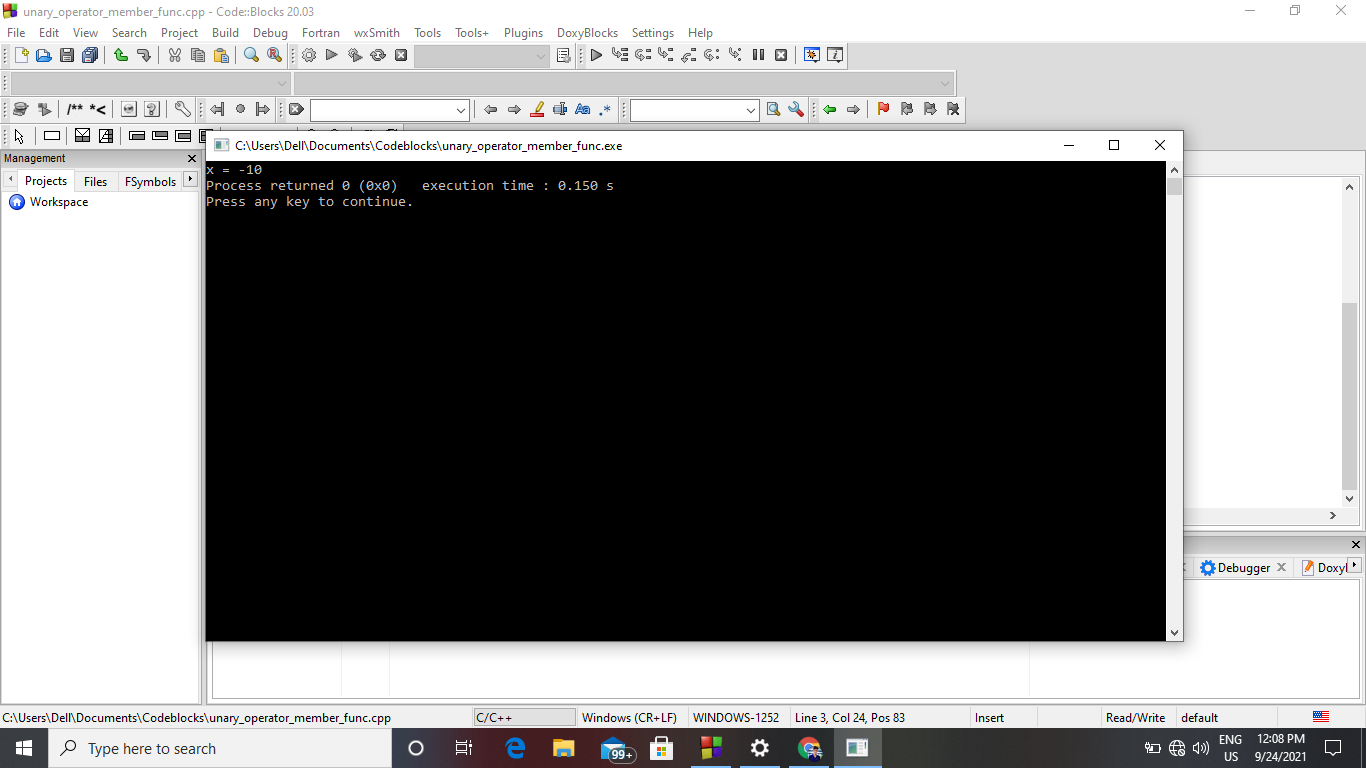 unary_operator_member_func.cpp - Code::Blocks 20.03
File Edit View Search Project Build Debug Fortran wxSmith Tools Tools+ Plugins DoxyBlocks Settings Help
/** *<
Aa .*
Management
Projects Files FSymbols
Workspace
C:\Users\Dell\Documents\Codeblocks\unary_operator_member_func.exe
x = -10
Process returned 0 (0x0) execution time : 0.150 s
Press any key to continue.
Debugger Doxyl
C:\Users\Dell\Documents\Codeblocks\unary_operator_member_func.cpp C/C++ Windows (CR+LF) WINDOWS-1252 Line 3, Col 24, Pos 83 Insert Read/Write default
Type here to search
99+
ENG
US
12:08 PM
9/24/2021